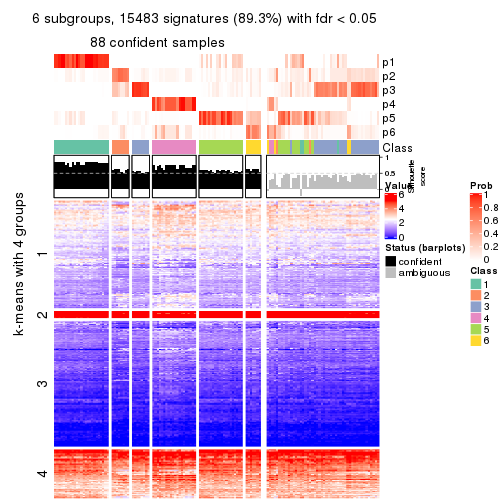 6 subgroups, 15483 signatures (89.3%) with fdr < 0.05
88 confident samples
p1
p2
p3
p4
p5
p6
Class
1
0.5
0
Silhouette
score
k-means with 4 groups
1
2
3
4
Value
6
4
2
0
Status (barplots)
confident
ambiguous
Prob
1
0.8
0.6
0.4
0.2
0
Class
1
2
3
4
5
6